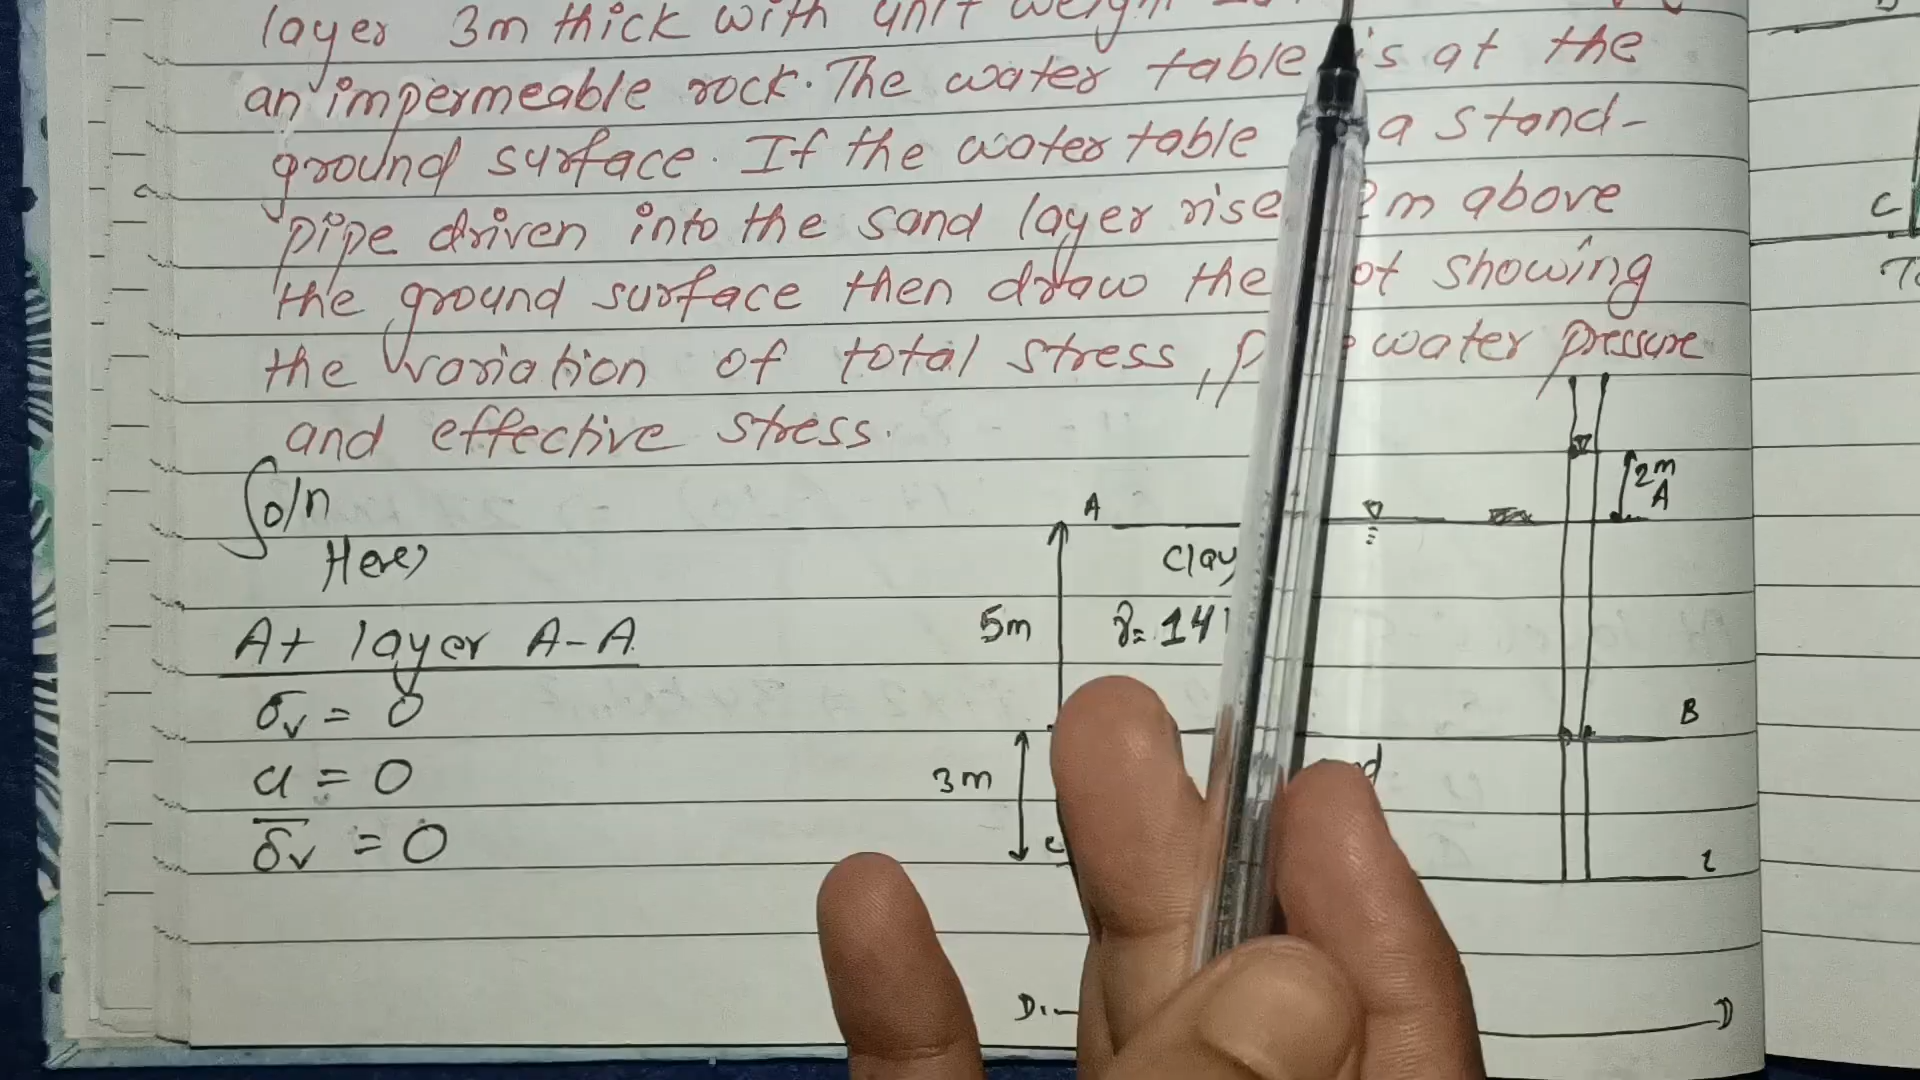 layer 3m thick with unit weight
an impermeable rock. The water table is at the
ground surface. If the water table a stand-
pipe driven into the sand layer rise 2m above
the ground surface then draw the showing
the variation of total stress, water pressure
and effective stress.
Soln
Here,
At layer A-A
σv = 0
u = 0
σ̅v = 0
A
2m
A
Clay
5m
γ = 14
B
3m
C
D
D
C